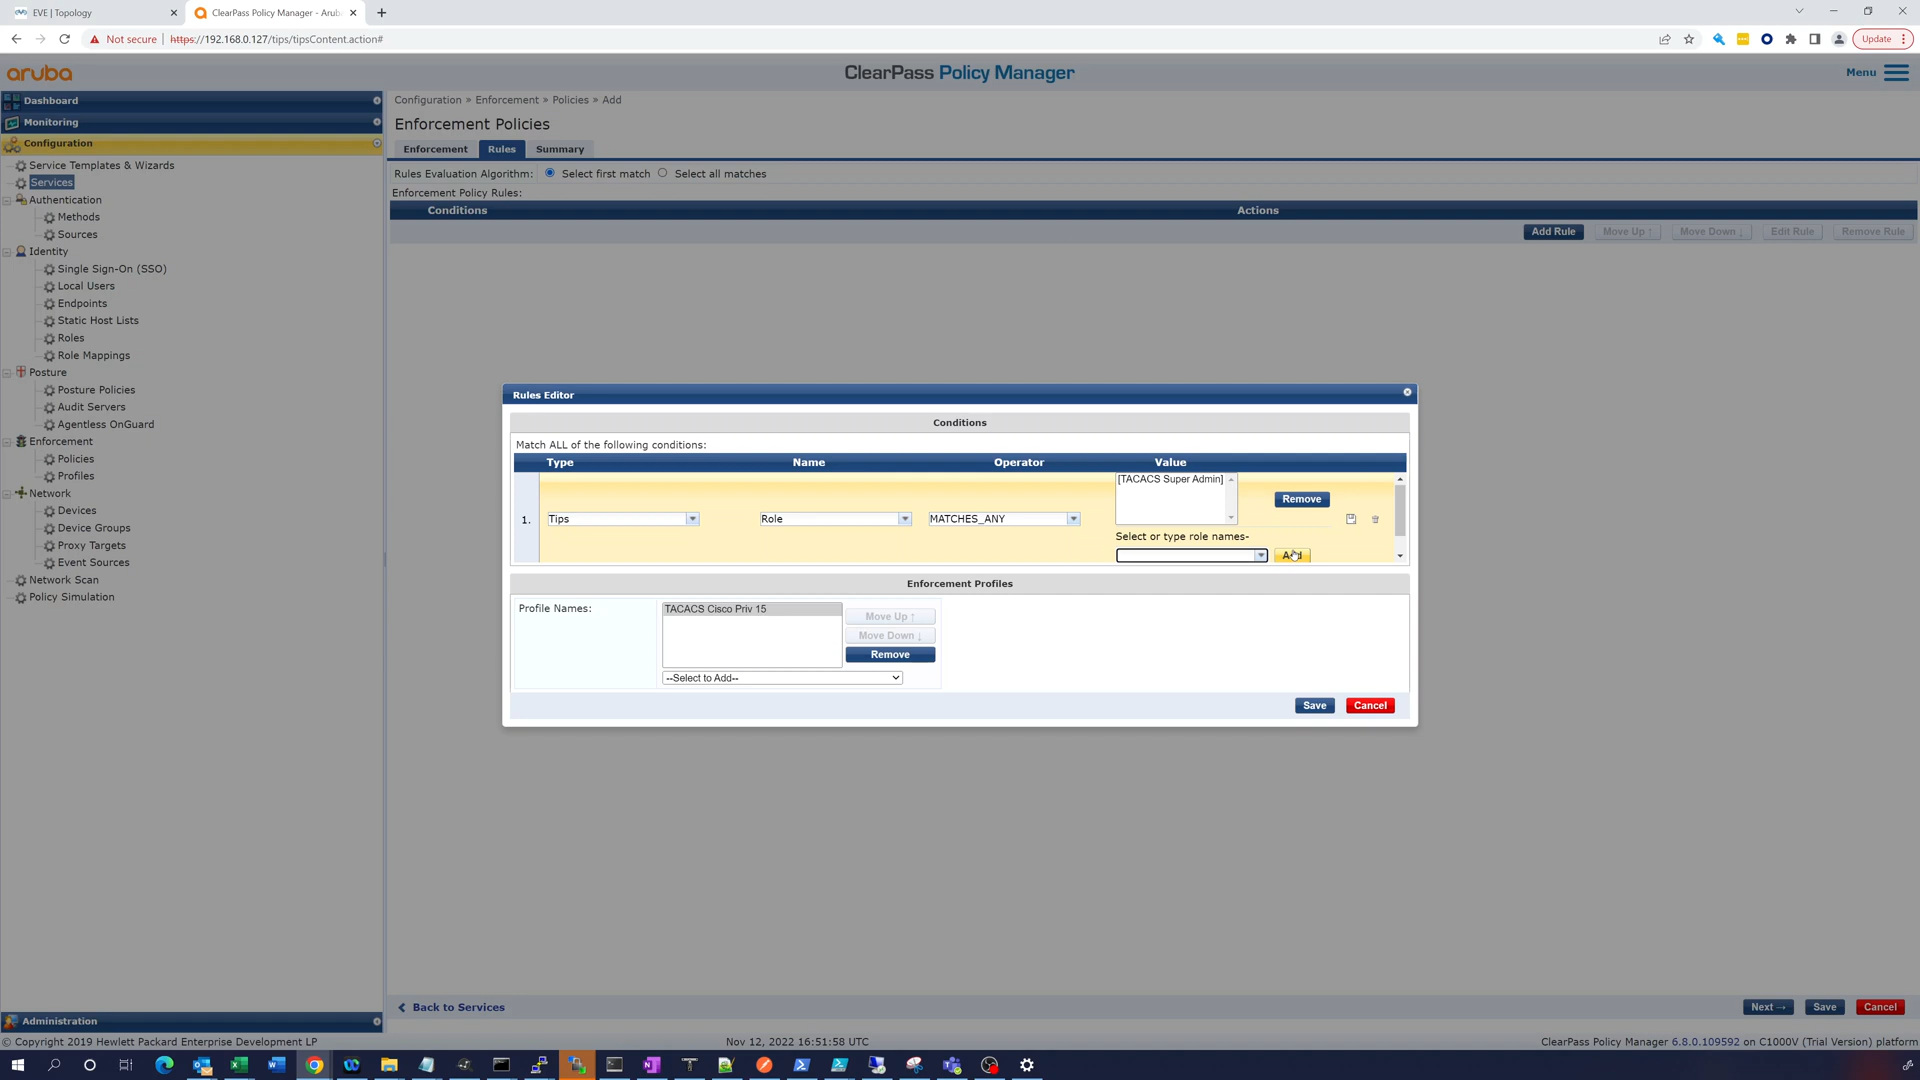 EVE | Topology
ClearPass Policy Manager - Arub
Not secure
https://192.168.0.127/tips/tipsContent.action#
Update
aruba
ClearPass Policy Manager
Menu
Dashboard
Monitoring
Configuration
Service Templates & Wizards
Services
Authentication
Methods
Sources
Identity
Single Sign-On (SSO)
Local Users
Endpoints
Static Host Lists
Roles
Role Mappings
Posture
Posture Policies
Audit Servers
Agentless OnGuard
Enforcement
Policies
Profiles
Network
Devices
Device Groups
Proxy Targets
Event Sources
Network Scan
Policy Simulation
Administration
Configuration » Enforcement » Policies » Add
Enforcement Policies
Enforcement Rules Summary
Rules Evaluation Algorithm: Select first match Select all matches
Enforcement Policy Rules:
Conditions Actions
Add Rule Move Up ↑ Move Down ↓ Edit Rule Remove Rule
Rules Editor
Conditions
Match ALL of the following conditions:
Type Name Operator Value
1. Tips Role MATCHES_ANY
[TACACS Super Admin]
Remove
Select or type role names-
Enforcement Profiles
Profile Names:
TACACS Cisco Priv 15
Move Up ↑
Move Down ↓
Remove
--Select to Add--
Save Cancel
Back to Services
Next → Save Cancel
© Copyright 2019 Hewlett Packard Enterprise Development LP
Nov 12, 2022 16:51:58 UTC
ClearPass Policy Manager 6.8.0.109592 on C1000V (Trial Version) platform